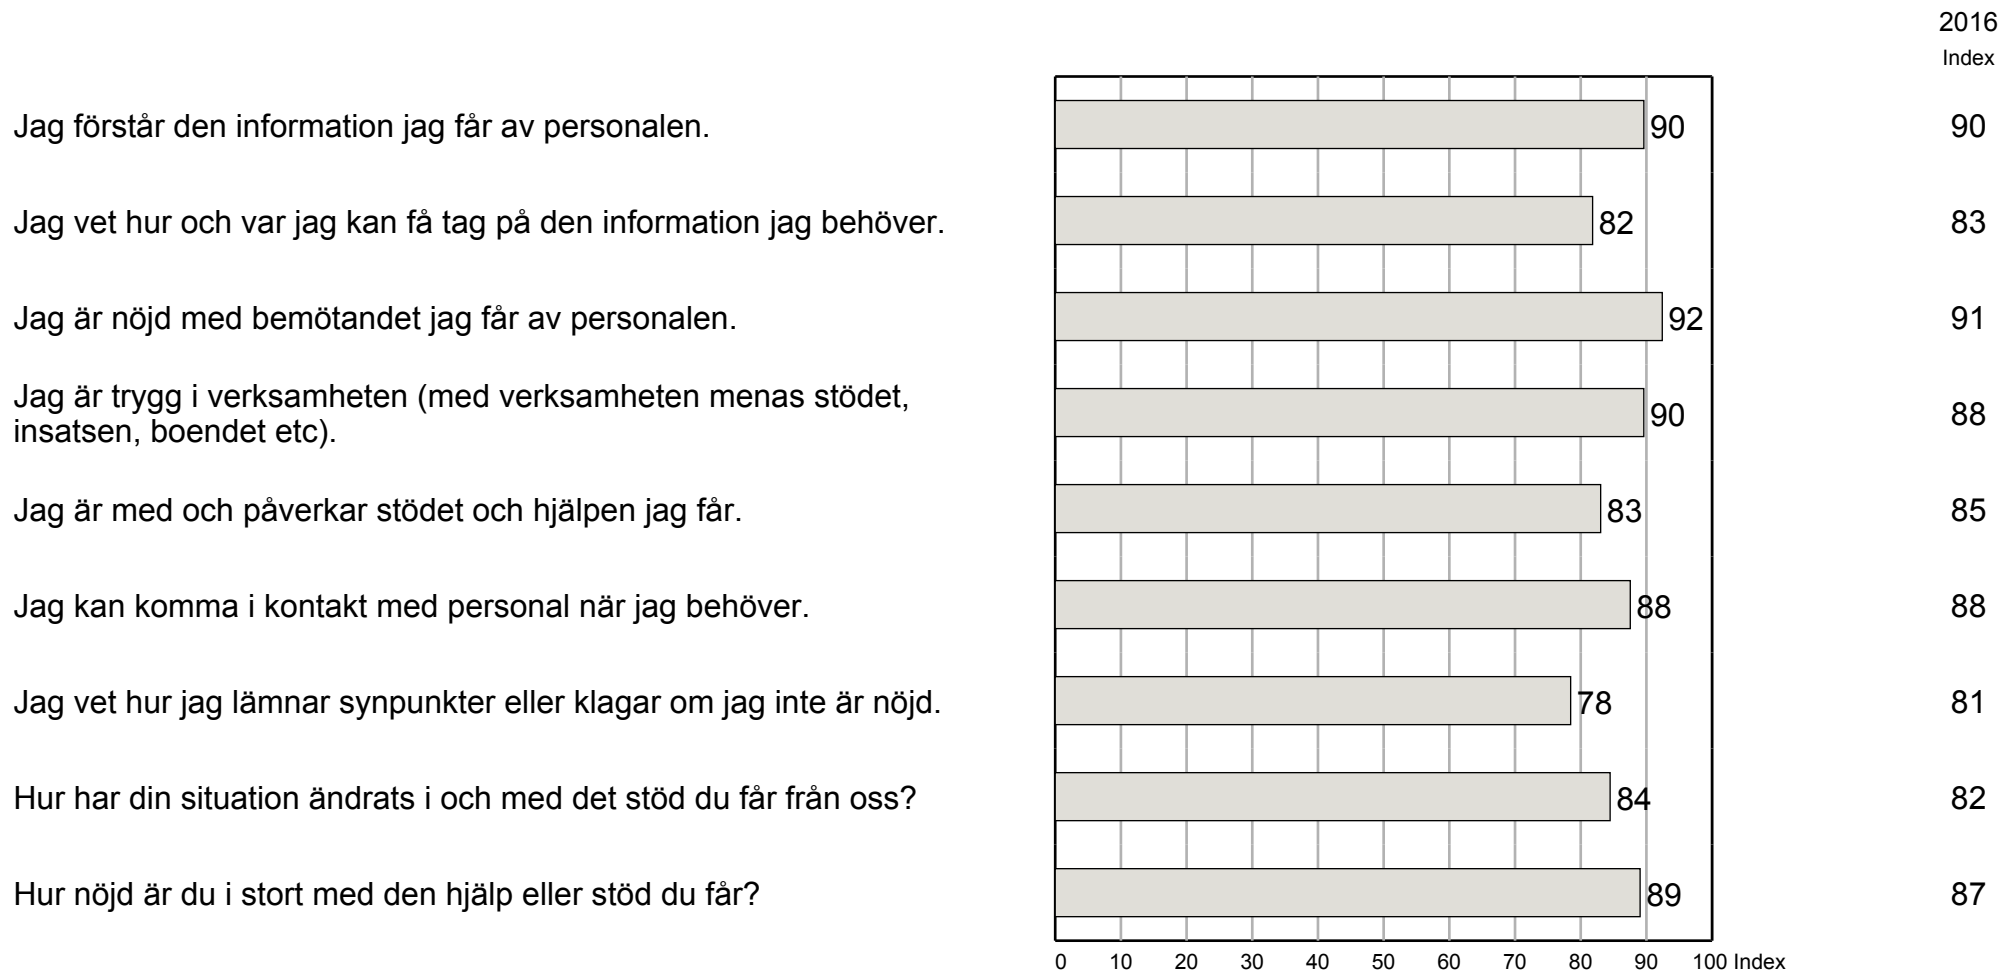 2016
Index
Jag förstår den information jag får av personalen. 90 90
Jag vet hur och var jag kan få tag på den information jag behöver. 82 83
Jag är nöjd med bemötandet jag får av personalen. 92 91
Jag är trygg i verksamheten (med verksamheten menas stödet,
insatsen, boendet etc). 90 88
Jag är med och påverkar stödet och hjälpen jag får. 83 85
Jag kan komma i kontakt med personal när jag behöver. 88 88
Jag vet hur jag lämnar synpunkter eller klagar om jag inte är nöjd. 78 81
Hur har din situation ändrats i och med det stöd du får från oss? 84 82
Hur nöjd är du i stort med den hjälp eller stöd du får? 89 87
0 10 20 30 40 50 60 70 80 90 100 Index